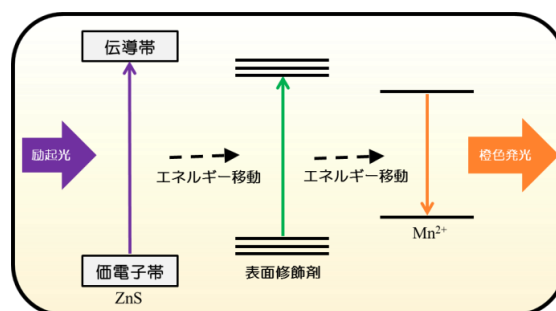 伝導帯
励起光
エネルギー移動
エネルギー移動
橙色発光
価電子帯
ZnS
表面修飾剤
Mn²⁺